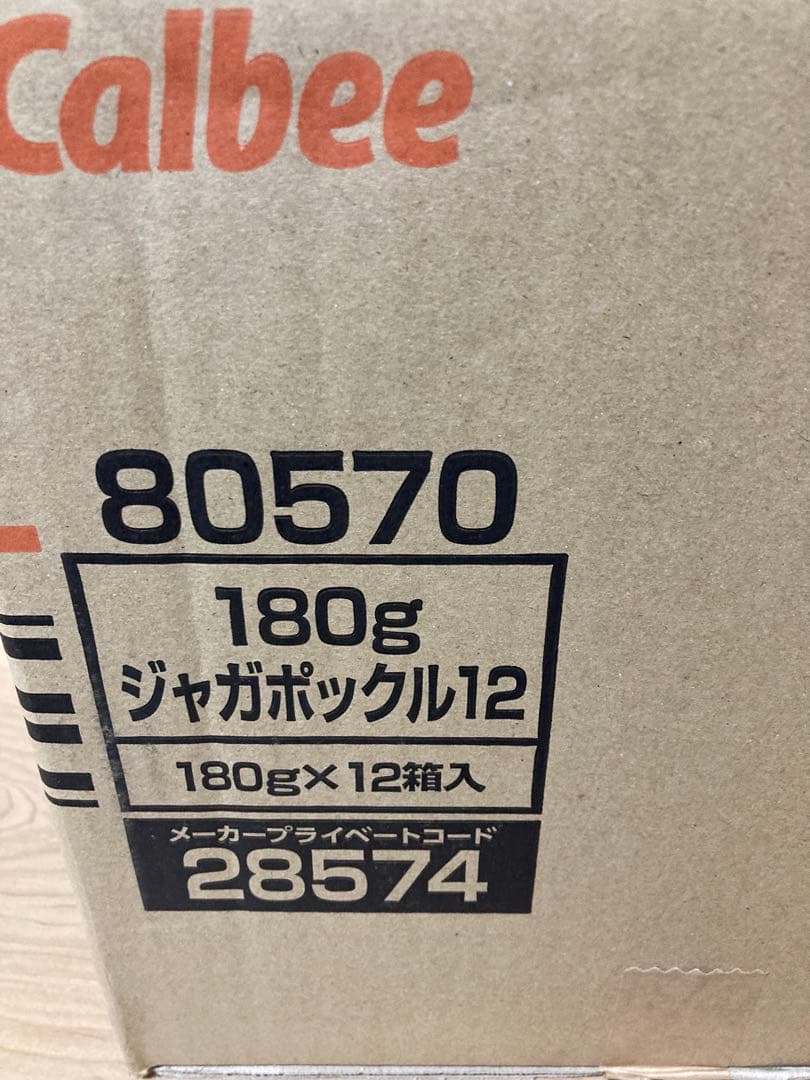 Calbee
80570
180g
ジャガポックル12
180g×12箱入
メーカープライベートコード
28574